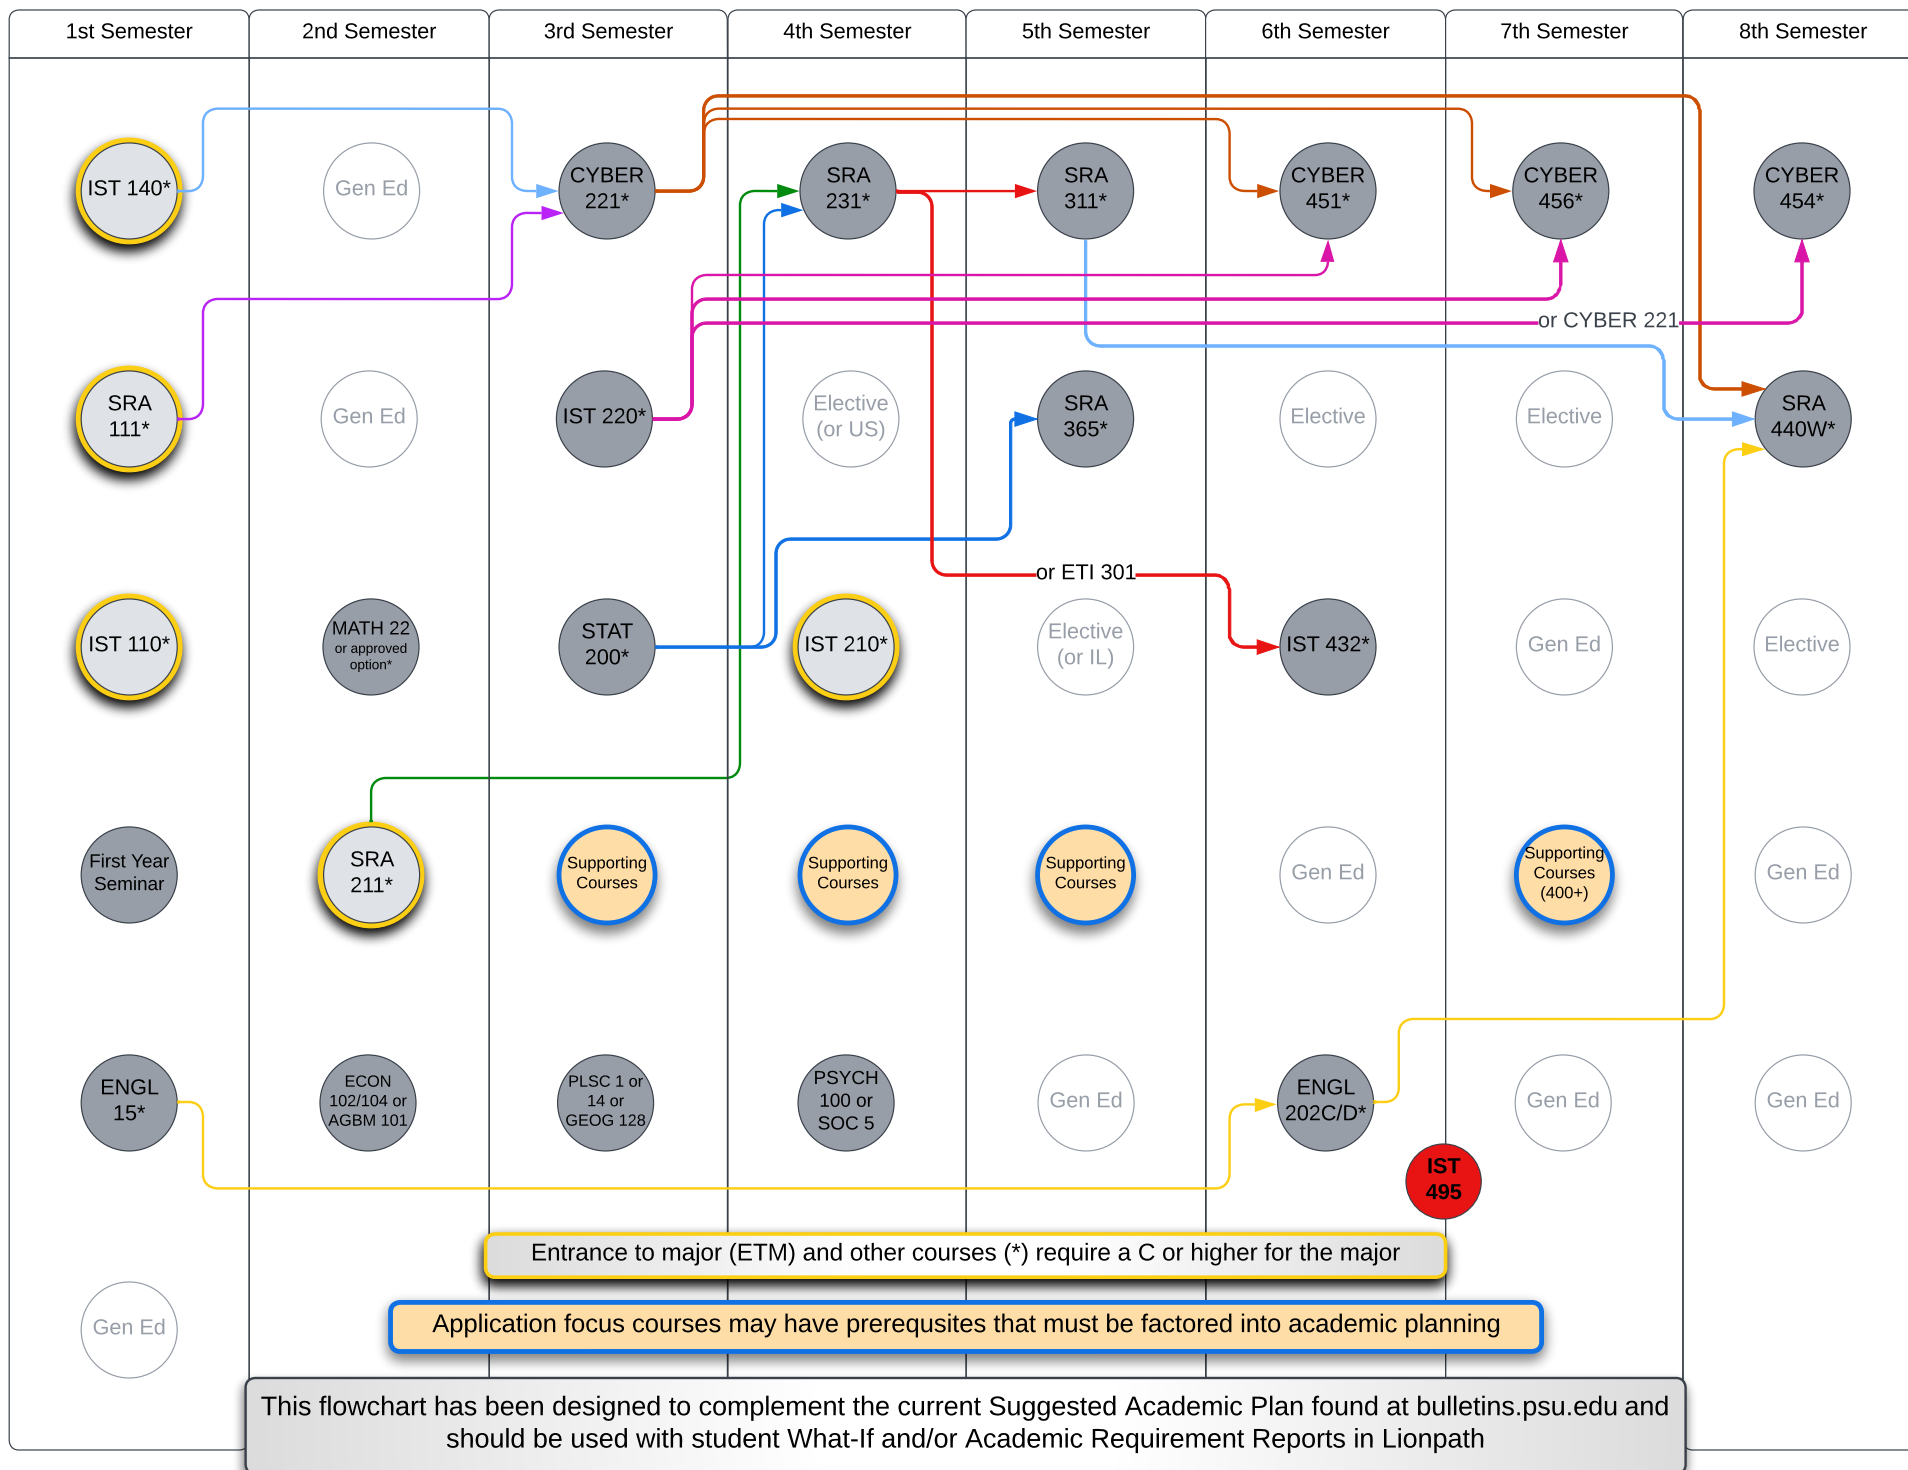 1st Semester
2nd Semester
3rd Semester
4th Semester
5th Semester
6th Semester
7th Semester
8th Semester
IST 140*
Gen Ed
CYBER
221*
SRA
231*
SRA
311*
CYBER
451*
CYBER
456*
CYBER
454*
or CYBER 221
SRA
111*
Gen Ed
IST 220*
Elective
(or US)
SRA
365*
Elective
Elective
SRA
440W*
or ETI 301
IST 110*
MATH 22
or approved
option*
STAT
200*
IST 210*
Elective
(or IL)
IST 432*
Gen Ed
Elective
First Year
Seminar
SRA
211*
Supporting
Courses
Supporting
Courses
Supporting
Courses
Gen Ed
Supporting
Courses
(400+)
Gen Ed
ENGL
15*
ECON
102/104 or
AGBM 101
PLSC 1 or
14 or
GEOG 128
PSYCH
100 or
SOC 5
Gen Ed
ENGL
202C/D*
Gen Ed
Gen Ed
IST
495
Entrance to major (ETM) and other courses (*) require a C or higher for the major
Gen Ed
Application focus courses may have prerequsites that must be factored into academic planning
This flowchart has been designed to complement the current Suggested Academic Plan found at bulletins.psu.edu and
should be used with student What-If and/or Academic Requirement Reports in Lionpath